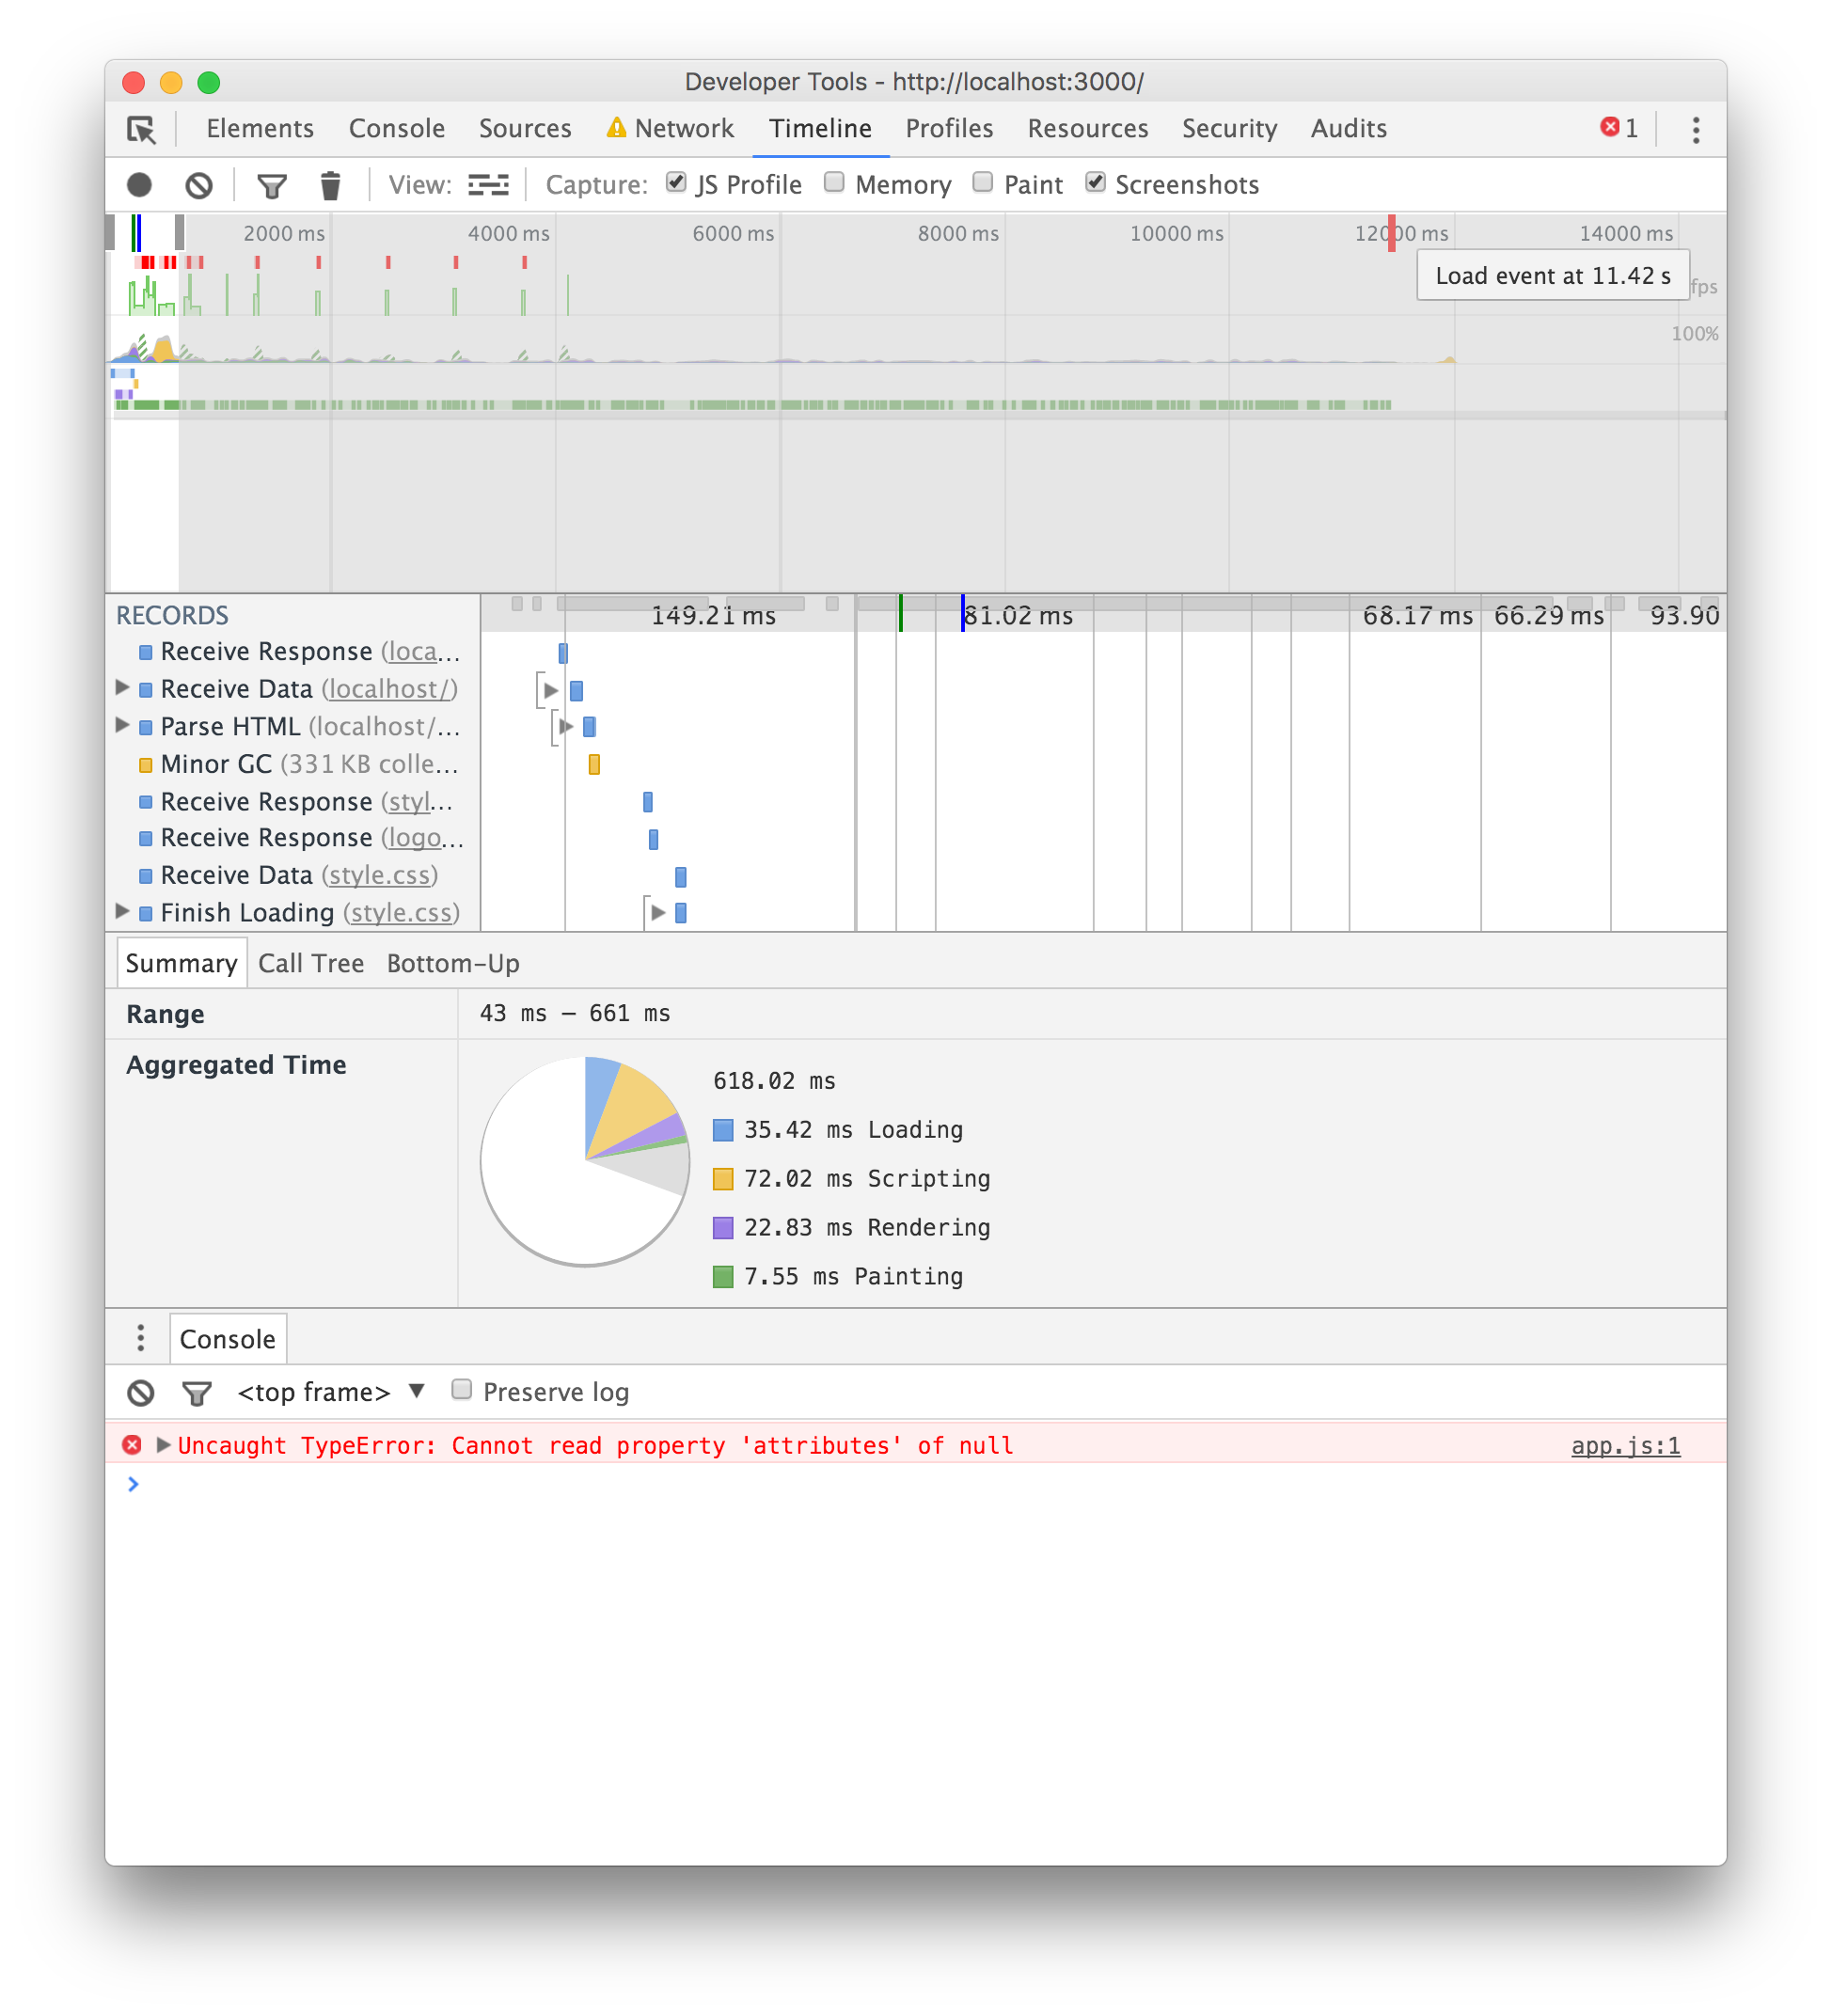 Developer Tools - http://localhost:3000/
Elements Console Sources Network Timeline Profiles Resources Security Audits 1
View: Capture: JS Profile Memory Paint Screenshots
2000 ms 4000 ms 6000 ms 8000 ms 10000 ms 12000 ms 14000 ms
Load event at 11.42 s
fps
100%
RECORDS 149.21 ms 81.02 ms 68.17 ms 66.29 ms 93.90
Receive Response (loca...
Receive Data (localhost/)
Parse HTML (localhost/...
Minor GC (331 KB colle...
Receive Response (styl...
Receive Response (logo...
Receive Data (style.css)
Finish Loading (style.css)
Summary Call Tree Bottom-Up
Range 43 ms – 661 ms
Aggregated Time
618.02 ms
35.42 ms Loading
72.02 ms Scripting
22.83 ms Rendering
7.55 ms Painting
Console
<top frame> ▼ Preserve log
Uncaught TypeError: Cannot read property 'attributes' of null app.js:1